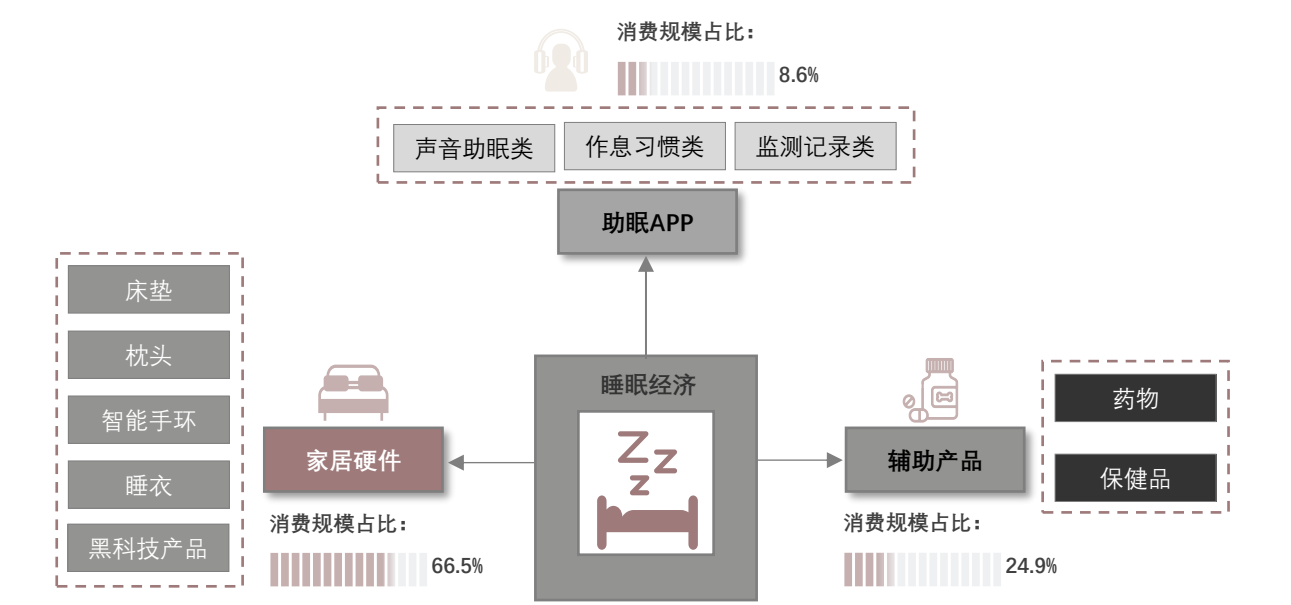 消费规模占比：
8.6%
声音助眠类
作息习惯类
监测记录类
助眠APP
床垫
枕头
智能手环
睡衣
黑科技产品
家居硬件
消费规模占比：
66.5%
睡眠经济
Z
Z
Z
辅助产品
消费规模占比：
24.9%
药物
保健品